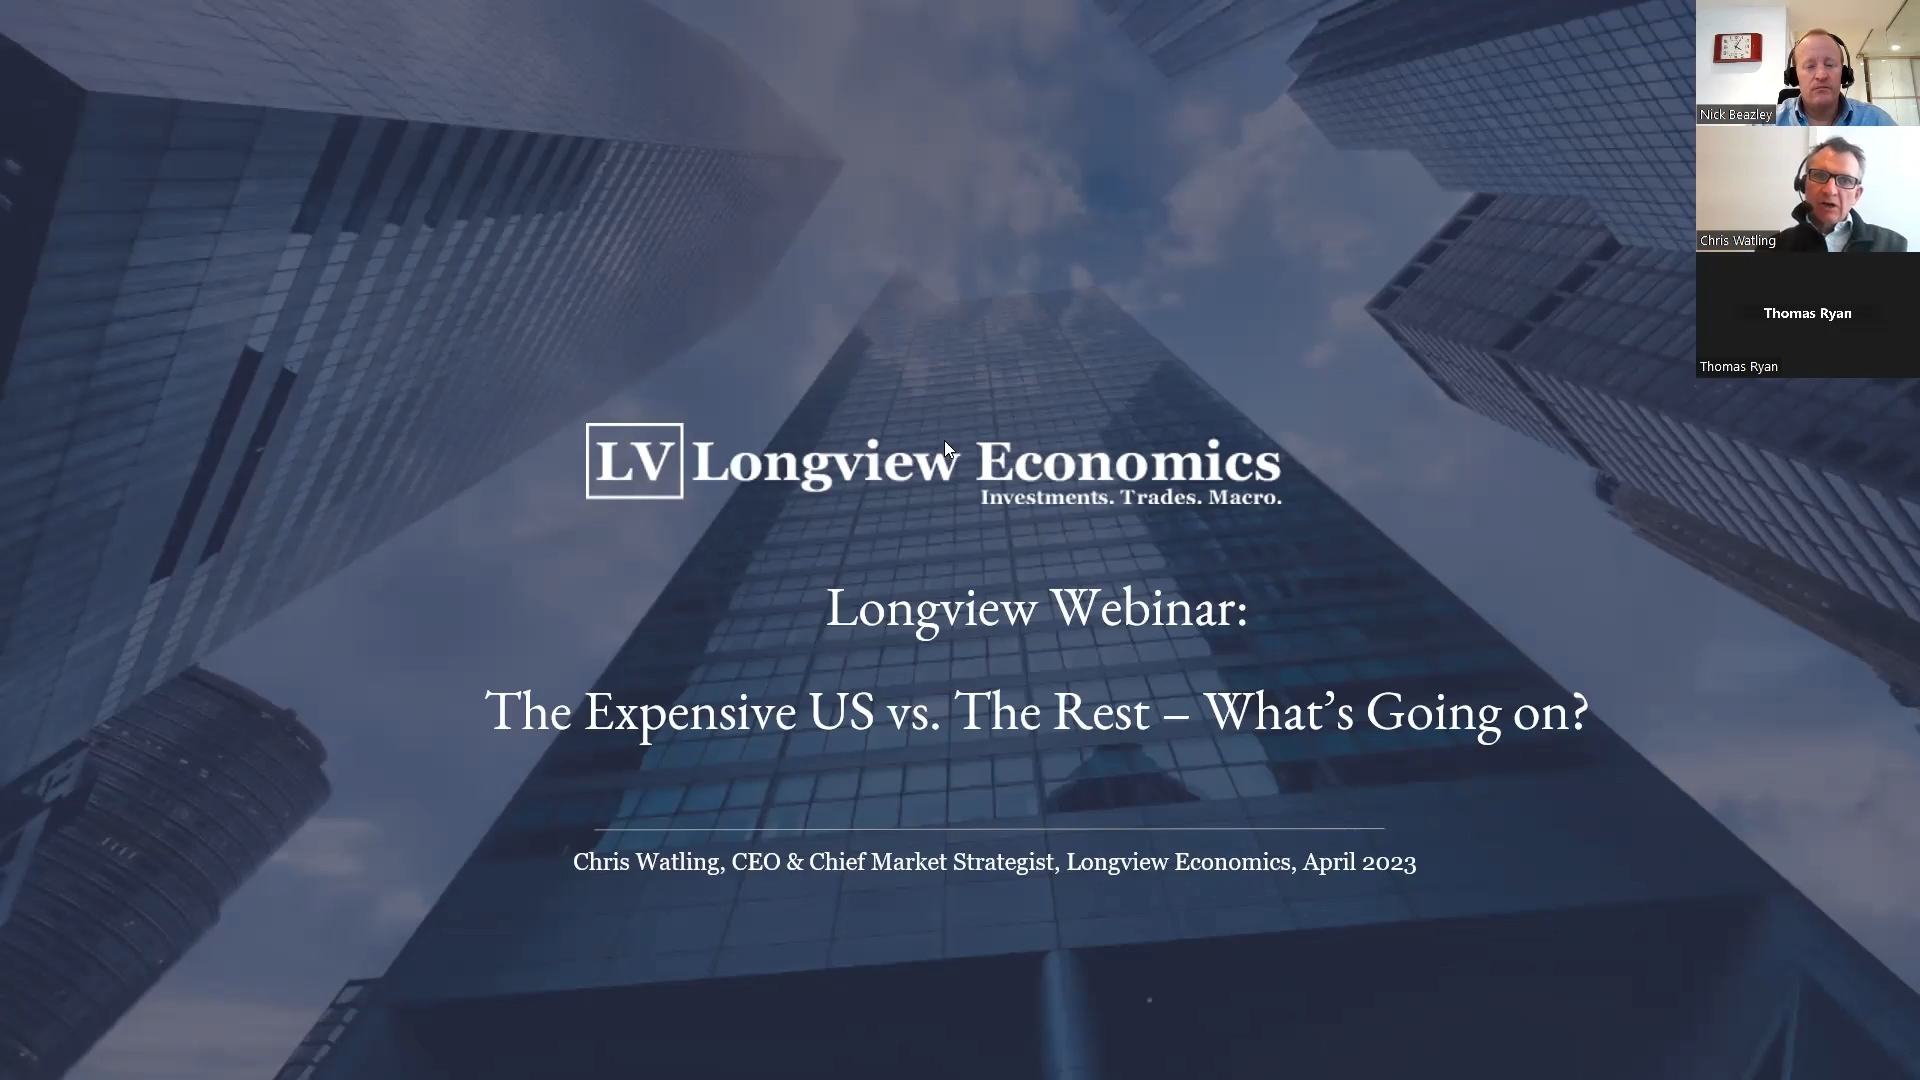 Nick Beazley
Chris Watling
Thomas Ryan
Thomas Ryan
LV Longview Economics
Investments. Trades. Macro.
Longview Webinar:
The Expensive US vs. The Rest – What’s Going on?
Chris Watling, CEO & Chief Market Strategist, Longview Economics, April 2023